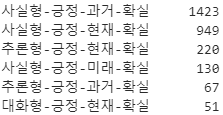 사실형-긍정-과거-확실 1423
사실형-긍정-현재-확실 949
추론형-긍정-현재-확실 220
사실형-긍정-미래-확실 130
추론형-긍정-과거-확실 67
대화형-긍정-현재-확실 51